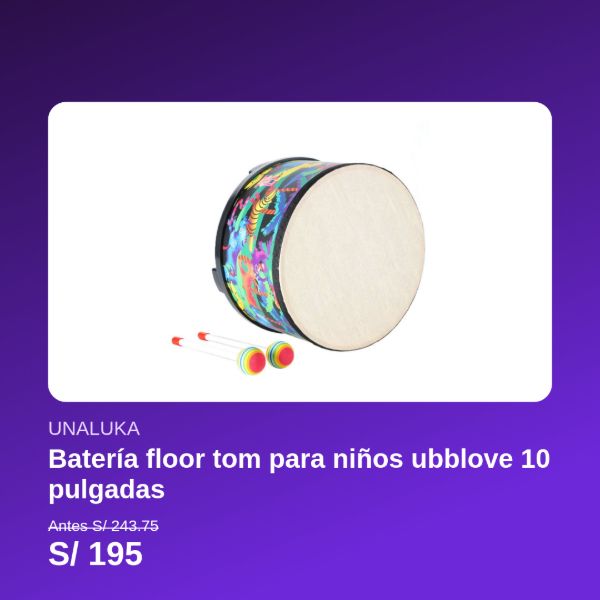 UNALUKA
Batería floor tom para niños ubblove 10
pulgadas
Antes S/ 243.75
S/ 195